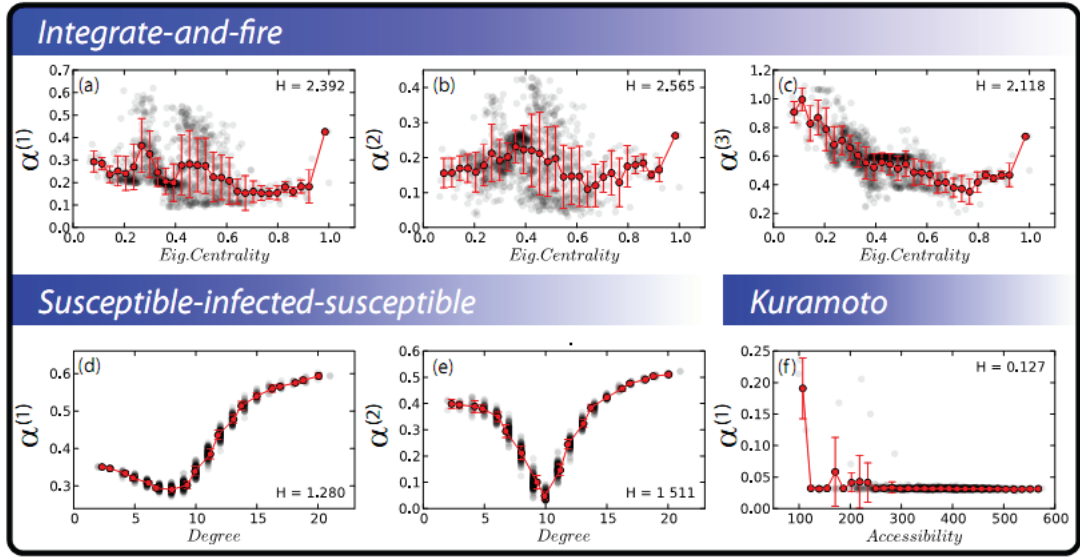 Integrate-and-fire
(a)
H = 2.392
α(1)
0.7
0.6
0.5
0.4
0.3
0.2
0.1
0.0
0.0 0.2 0.4 0.6 0.8 1.0
Eig.Centrality
(b)
H = 2.565
α(2)
0.4
0.3
0.2
0.1
0.0
0.0 0.2 0.4 0.6 0.8 1.0
Eig.Centrality
(c)
H = 2.118
α(3)
1.2
1.0
0.8
0.6
0.4
0.2
0.0 0.2 0.4 0.6 0.8 1.0
Eig.Centrality
Susceptible-infected-susceptible
(d)
H = 1.280
α(1)
0.6
0.5
0.4
0.3
0 5 10 15 20
Degree
(e)
H = 1 511
α(2)
0.6
0.5
0.4
0.3
0.2
0.1
0.0
0 5 10 15 20
Degree
Kuramoto
(f)
H = 0.127
α(1)
0.25
0.20
0.15
0.10
0.05
0.00
100 200 300 400 500 600
Accessibility